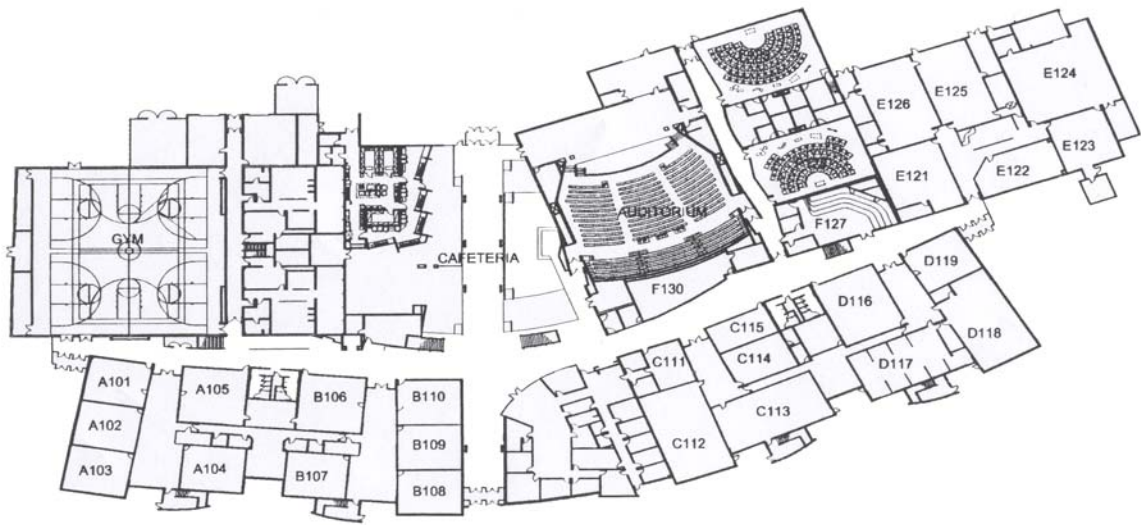 GYM
CAFETERIA
AUDITORIUM
F130
F127
E126
E125
E124
E123
E122
E121
D119
D118
D117
D116
C115
C114
C111
C113
C112
A101
A102
A103
A105
A104
B106
B107
B110
B109
B108